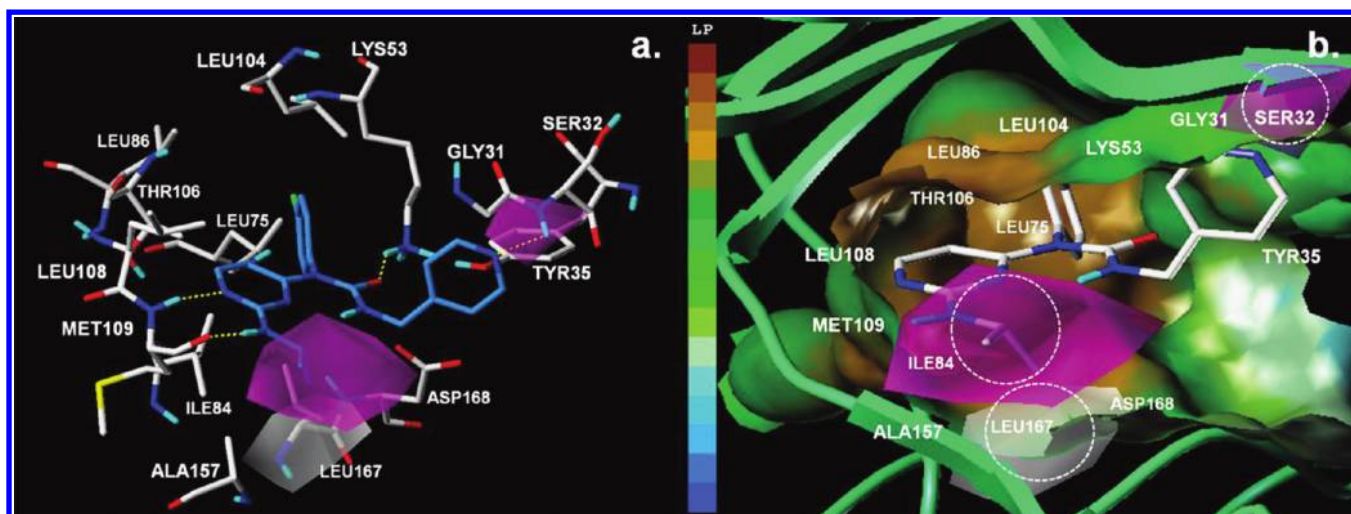 a.
LEU104
LYS53
LEU86
SER32
GLY31
THR106
LEU75
LEU108
TYR35
MET109
ILE84
ASP168
ALA157
LEU167
LP
b.
SER32
GLY31
LEU104
LYS53
LEU86
THR106
LEU75
LEU108
TYR35
MET109
ILE84
ASP168
ALA157
LEU167